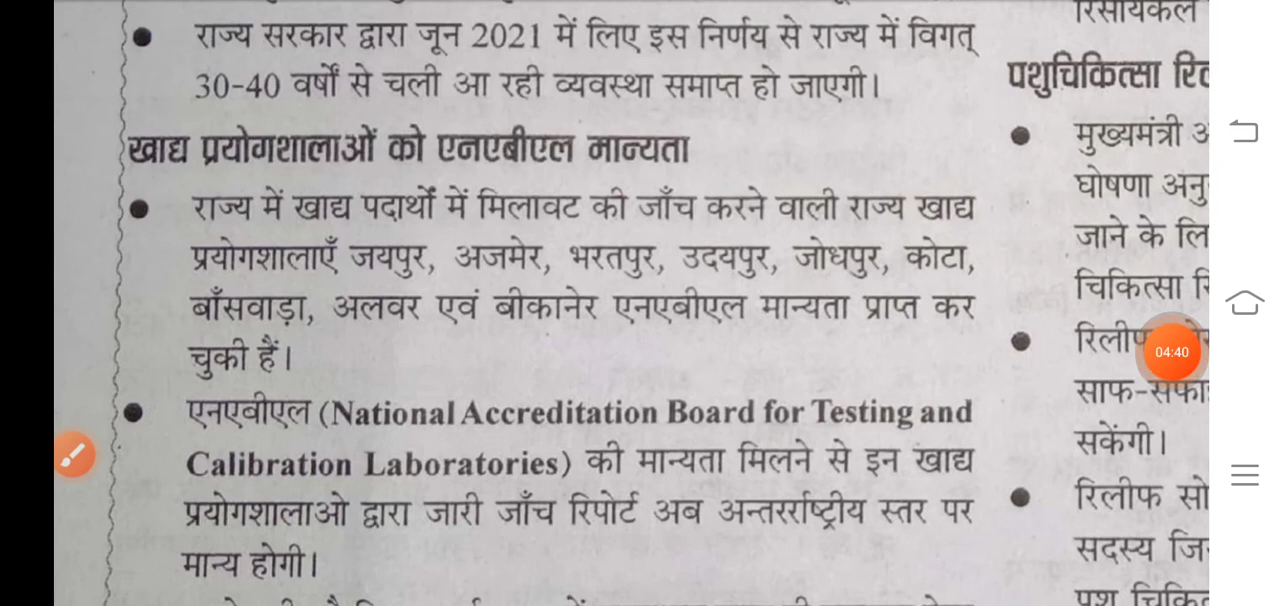 राज्य सरकार द्वारा जून 2021 में लिए इस निर्णय से राज्य में विगत्
30-40 वर्षों से चली आ रही व्यवस्था समाप्त हो जाएगी।
खाद्य प्रयोगशालाओं को एनएबीएल मान्यता
राज्य में खाद्य पदार्थों में मिलावट की जाँच करने वाली राज्य खाद्य
प्रयोगशालाएँ जयपुर, अजमेर, भरतपुर, उदयपुर, जोधपुर, कोटा,
बाँसवाड़ा, अलवर एवं बीकानेर एनएबीएल मान्यता प्राप्त कर
चुकी हैं।
एनएबीएल (National Accreditation Board for Testing and
Calibration Laboratories) की मान्यता मिलने से इन खाद्य
प्रयोगशालाओ द्वारा जारी जाँच रिपोर्ट अब अन्तरर्राष्ट्रीय स्तर पर
मान्य होगी।
रिसायकल
पशुचिकित्सा
मुख्यमंत्री
घोषणा
जाने के
चिकित्सा
सकेंगी।
रिलीफ
सदस्य
04:40